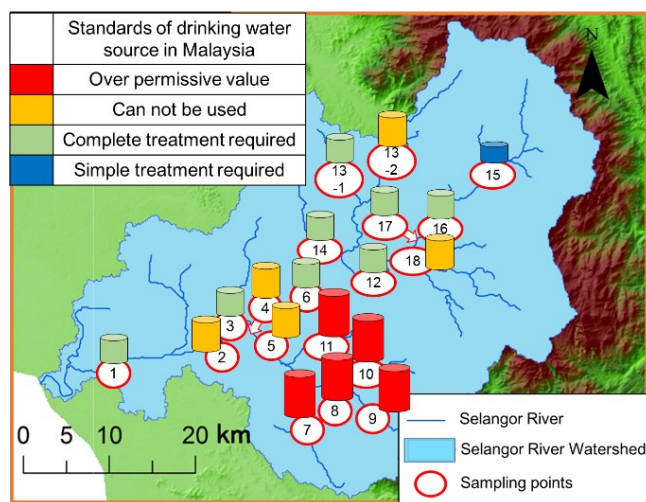 Standards of drinking water
source in Malaysia
Over permissive value
Can not be used
Complete treatment required
Simple treatment required
N
13
-1
13
-2
15
17
16
14
18
12
6
4
3
5
2
11
1
10
8
9
7
0 5 10 20 km
Selangor River
Selangor River Watershed
Sampling points